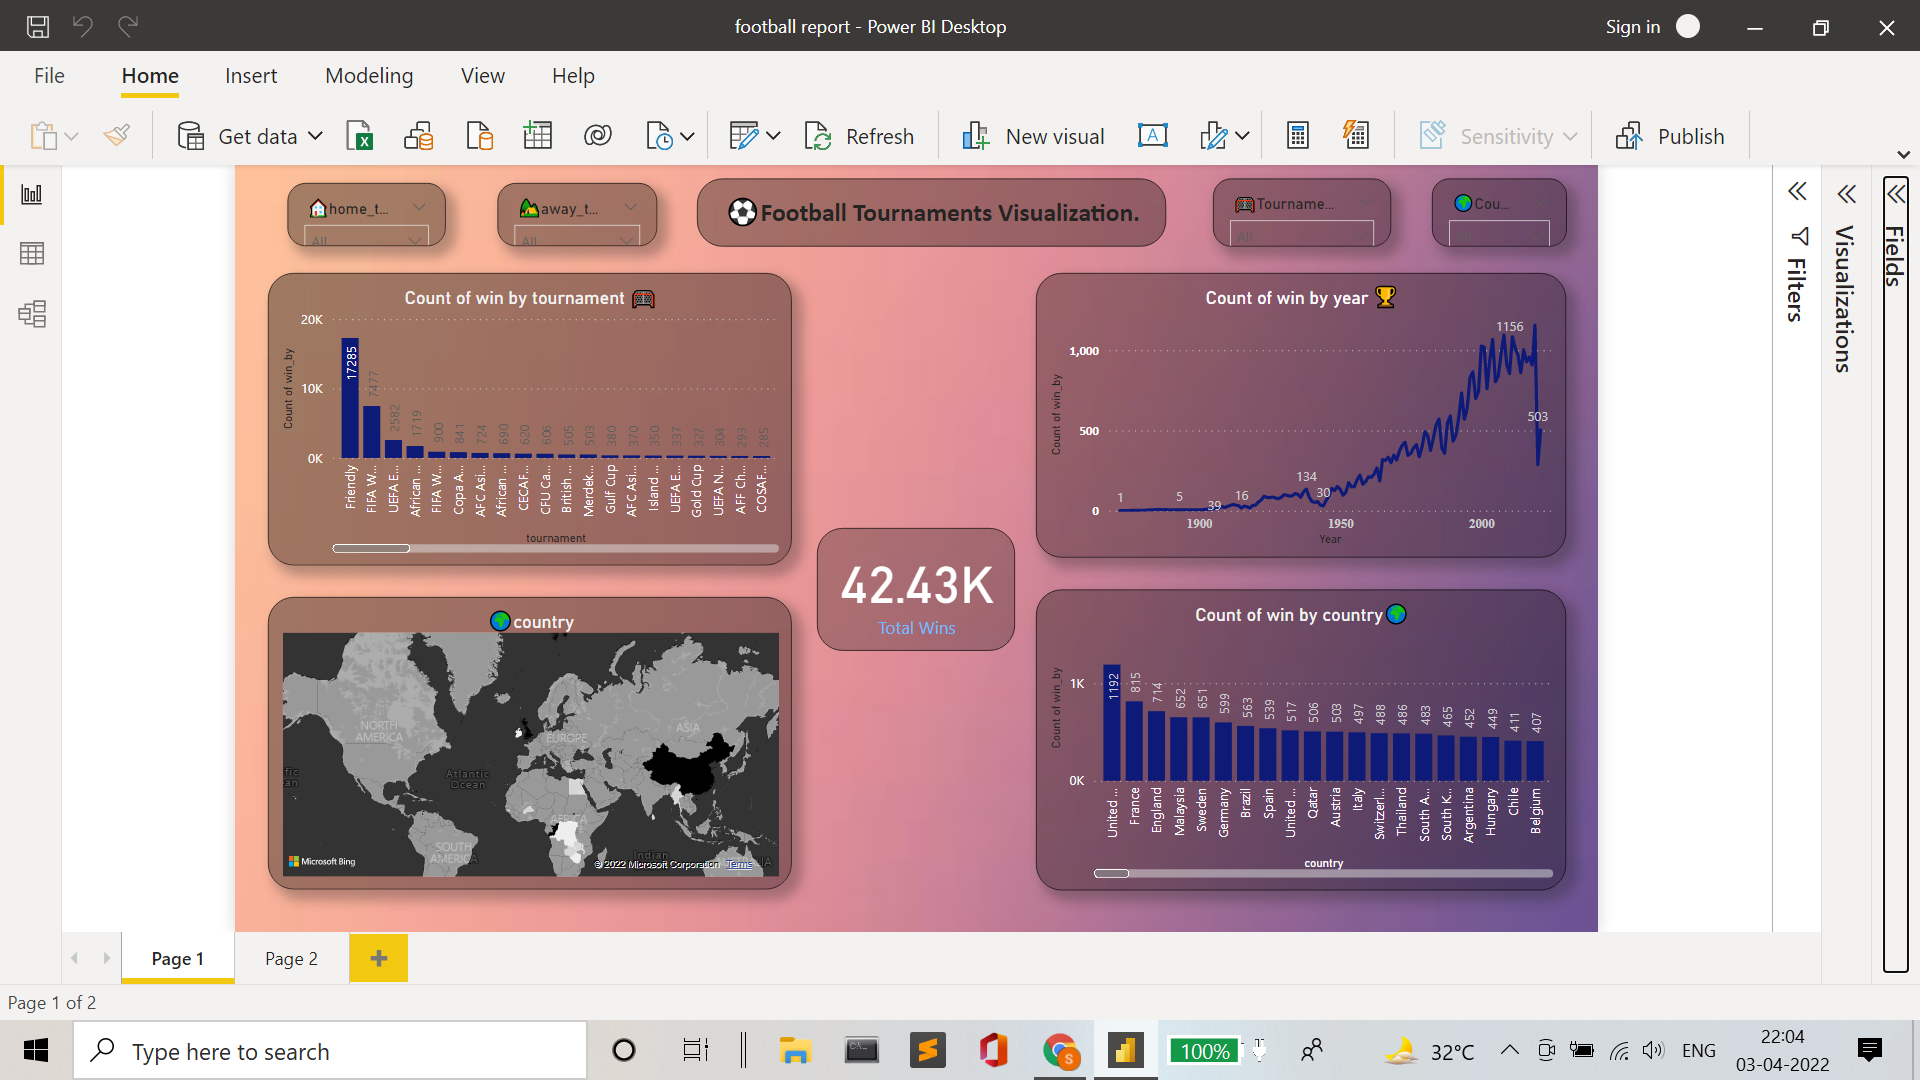 football report - Power BI Desktop
Sign in
File Home Insert Modeling View Help
Get data Refresh New visual Sensitivity Publish
home_t...
All
away_t...
All
Football Tournaments Visualization.
Tourname...
All
Cou...
Filters
Visualizations
Fields
Count of win by tournament
Count of win_by
20K
10K
0K
17285 7477 2582 1719 900 841 724 690 620 606 505 503 380 370 350 337 327 304 293 285
Friendly FIFA W... UEFA E... African ... FIFA W... Copa A... AFC Asi... African ... CECAF... CFU Ca... British ... Merdek... Gulf Cup AFC Asi... Island ... UEFA E... Gold Cup UEFA N... AFF Ch... COSAF...
tournament
Count of win by year
Count of win_by
1,000
500
0
1 5 39 16 134 30 1156 503
1900 1950 2000
Year
42.43K
Total Wins
country
NORTH AMERICA
EUROPE
ASIA
Atlantic Ocean
AFRICA
SOUTH AMERICA
Indian
Microsoft Bing
© 2022 Microsoft Corporation Terms
Count of win by country
Count of win_by
1K
0K
1192 815 714 652 651 599 563 539 517 506 503 497 488 486 483 465 452 449 411 407
United ... France England Malaysia Sweden Germany Brazil Spain United ... Qatar Austria Italy Switzerl... Thailand South A... South K... Argentina Hungary Chile Belgium
country
Page 1 Page 2
Page 1 of 2
Type here to search
100%
32°C
ENG
22:04
03-04-2022